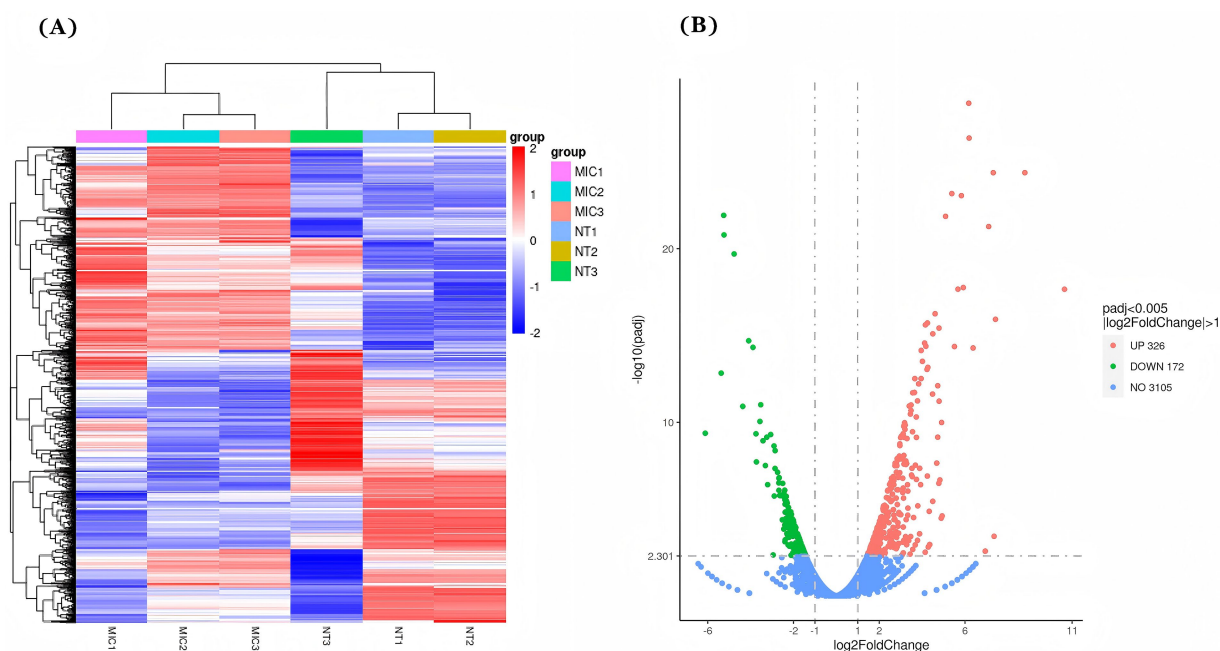 (A)
group
2
1
0
-1
-2
group
MIC1
MIC2
MIC3
NT1
NT2
NT3
MIC1
MIC2
MIC3
NT3
NT1
NT2
(B)
-log10(padj)
20
10
2.301
-6
-2
-1
1
2
6
11
log2FoldChange
padj<0.005
|log2FoldChange|>1
UP 326
DOWN 172
NO 3105